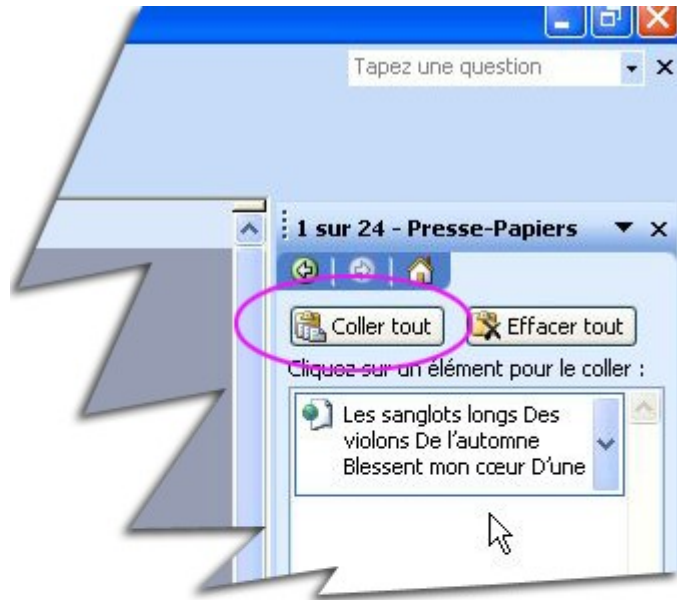 Tapez une question
1 sur 24 - Presse-Papiers
Coller tout Effacer tout
Cliquez sur un élément pour le coller :
Les sanglots longs Des
violons De l'automne
Blessent mon cœur D'une